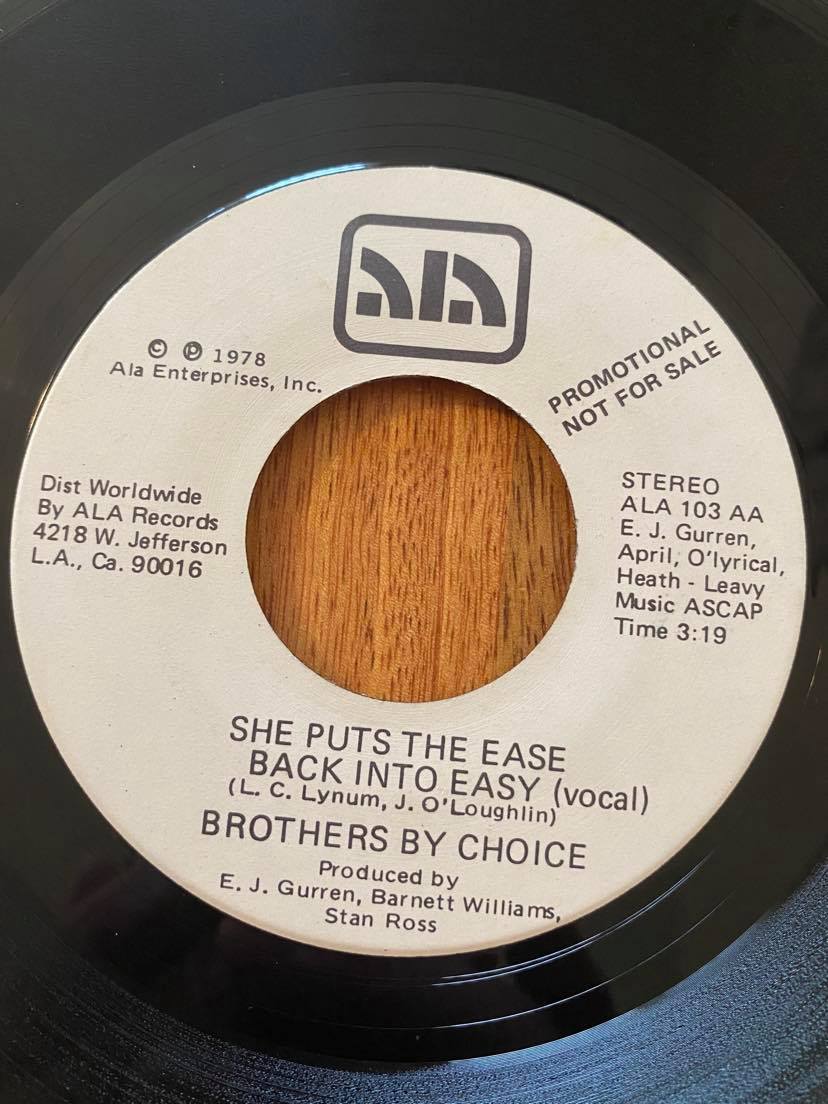 ala
© ℗ 1978
Ala Enterprises, Inc.
PROMOTIONAL
NOT FOR SALE
Dist Worldwide
By ALA Records
4218 W. Jefferson
L.A., Ca. 90016
STEREO
ALA 103 AA
E. J. Gurren,
April, O'lyrical,
Heath - Leavy
Music ASCAP
Time 3:19
SHE PUTS THE EASE
BACK INTO EASY (vocal)
(L. C. Lynum, J. O'Loughlin)
BROTHERS BY CHOICE
Produced by
E. J. Gurren, Barnett Williams,
Stan Ross